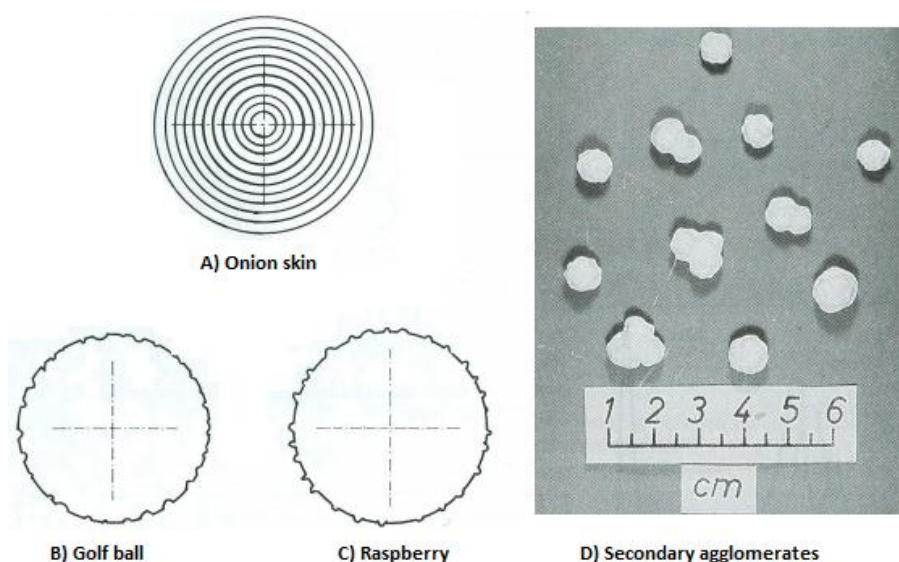 A) Onion skin
B) Golf ball
C) Raspberry
1 2 3 4 5 6
cm
D) Secondary agglomerates